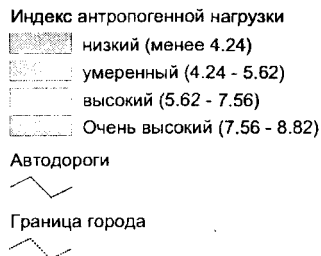 Индекс антропогенной нагрузки
низкий (менее 4.24)
умеренный (4.24 - 5.62)
высокий (5.62 - 7.56)
Очень высокий (7.56 - 8.82)
Автодороги
Граница города